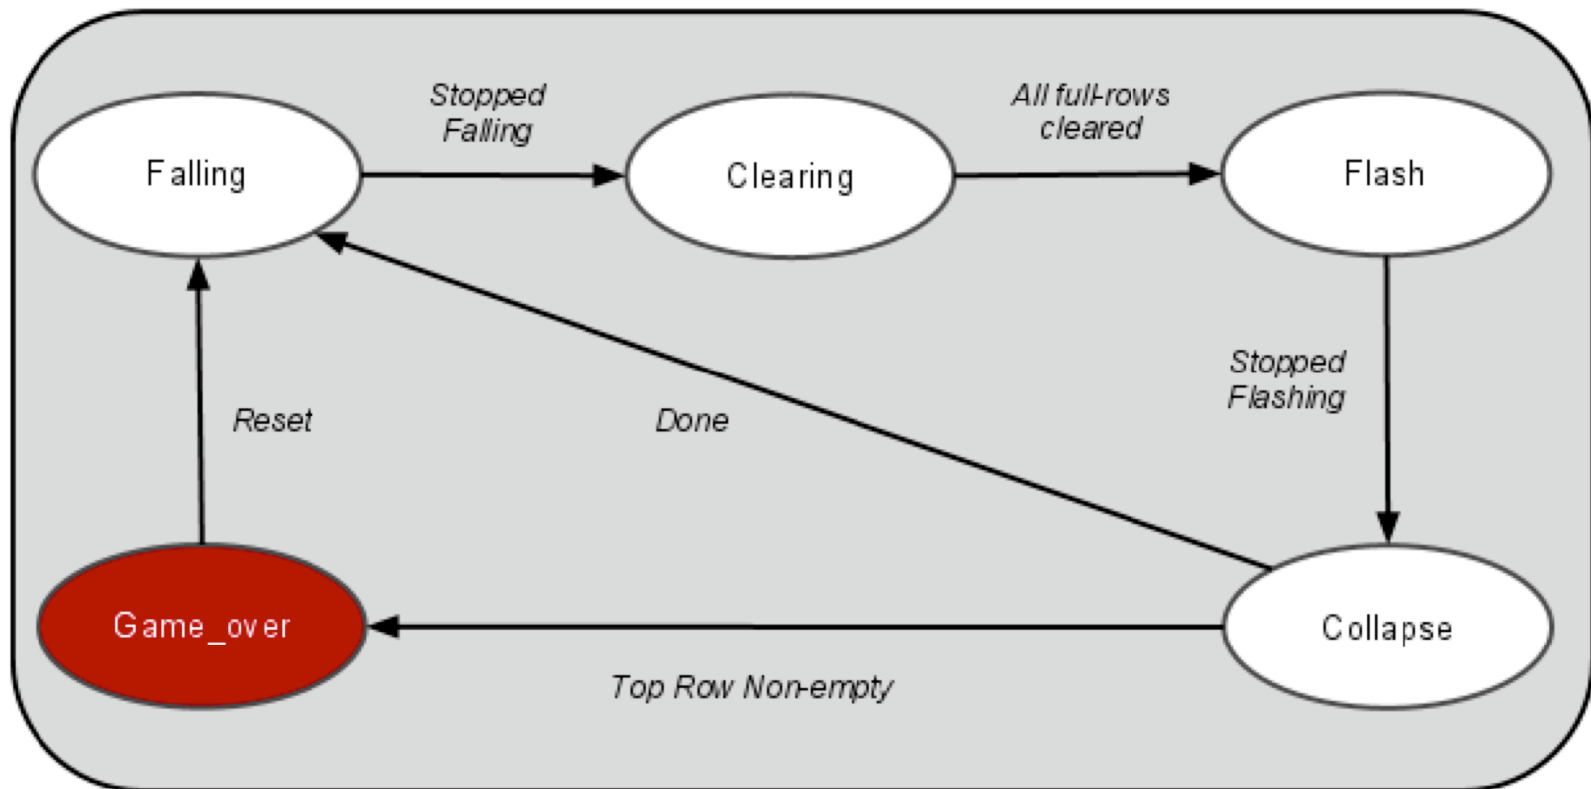 Stopped
Falling
All full-rows
cleared
Falling
Clearing
Flash
Stopped
Flashing
Reset
Done
Game_over
Collapse
Top Row Non-empty